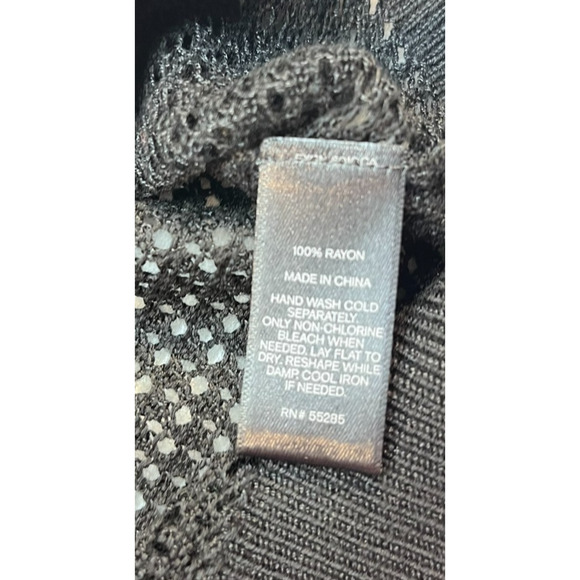 100% RAYON
MADE IN CHINA
HAND WASH COLD
SEPARATELY.
ONLY NON-CHLORINE
BLEACH WHEN
NEEDED. LAY FLAT TO
DRY. RESHAPE WHILE
DAMP. COOL IRON
IF NEEDED.
RN# 55285